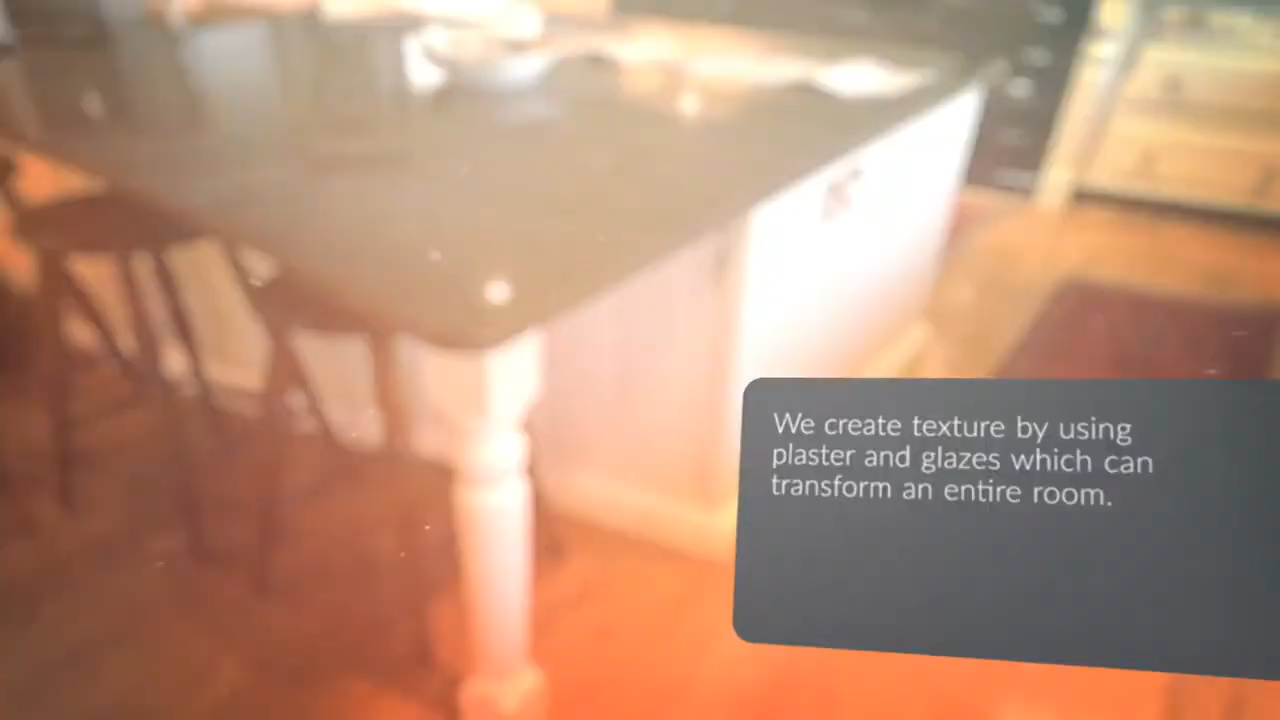 We create texture by using
plaster and glazes which can
transform an entire room.